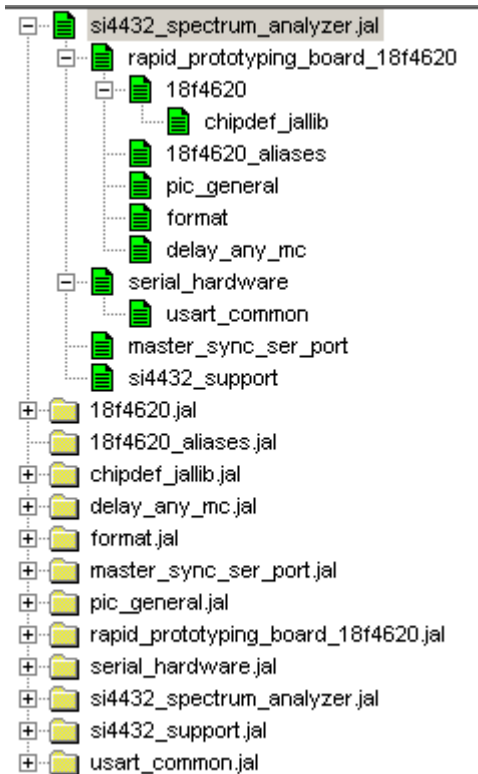 si4432_spectrum_analyzer.jal
rapid_prototyping_board_18f4620
18f4620
chipdef_jallib
18f4620_aliases
pic_general
format
delay_any_mc
serial_hardware
usart_common
master_sync_ser_port
si4432_support
18f4620.jal
18f4620_aliases.jal
chipdef_jallib.jal
delay_any_mc.jal
format.jal
master_sync_ser_port.jal
pic_general.jal
rapid_prototyping_board_18f4620.jal
serial_hardware.jal
si4432_spectrum_analyzer.jal
si4432_support.jal
usart_common.jal